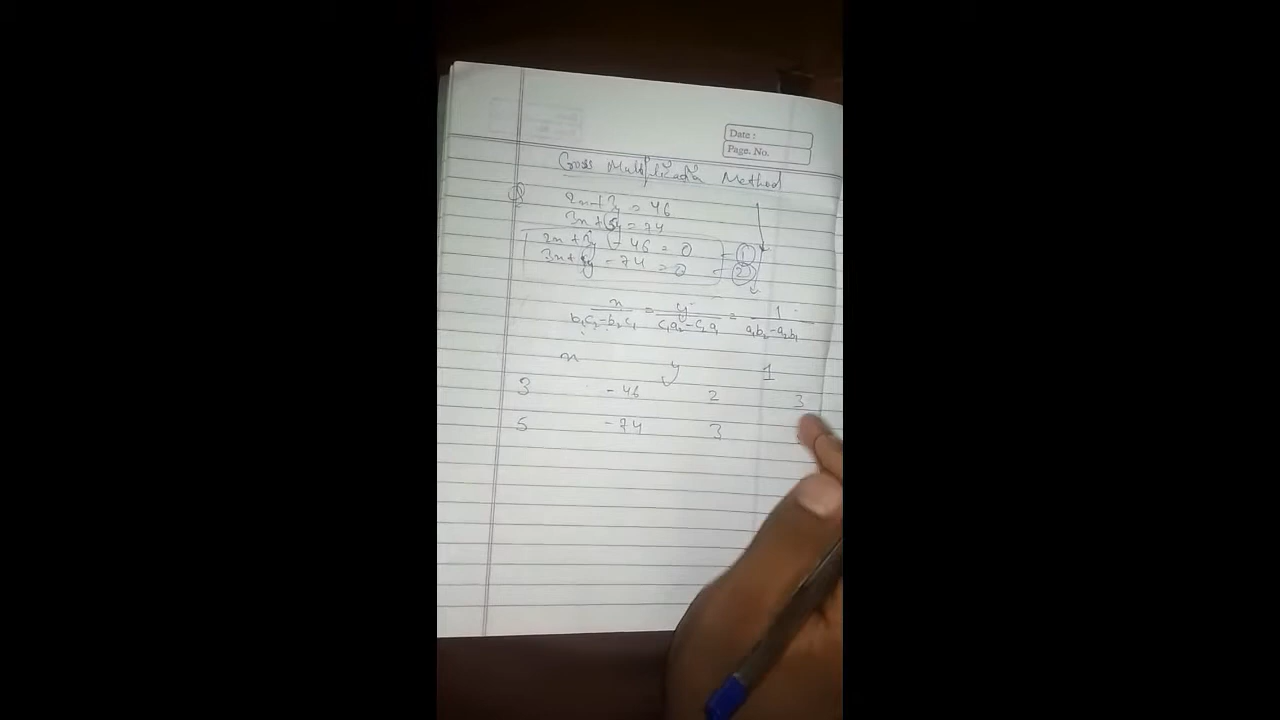 Date :
Page. No.
Cross Multiplication Method
Q 2x+3y = 46
3x+5y = 74
2x+3y - 46 = 0 - ①
3x+5y - 74 = 0 - ②
x/b₁c₂-b₂c₁ = y/c₁a₂-c₂a₁ = 1/a₁b₂-a₂b₁
x y 1
3 -46 2 3
5 -74 3